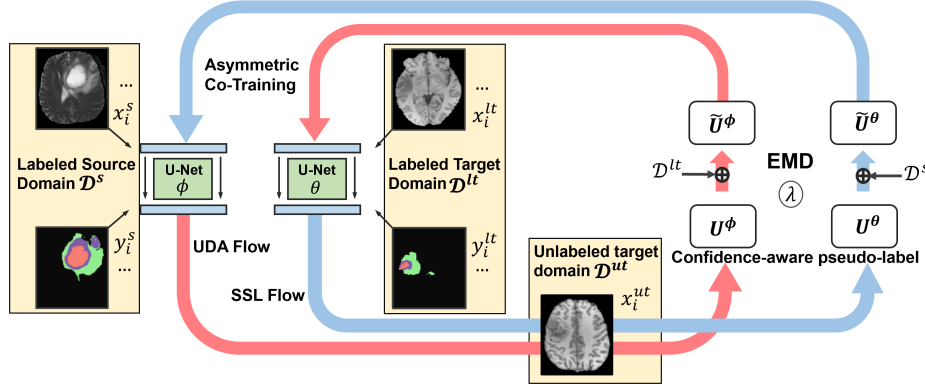 Asymmetric
Co-Training
...
x_i^s
Labeled Source
Domain 𝓓^s
U-Net
ϕ
y_i^s
...
UDA Flow
SSL Flow
U-Net
θ
...
x_i^{lt}
Labeled Target
Domain 𝓓^{lt}
y_i^{lt}
...
Unlabeled target
domain 𝓓^{ut}
x_i^{ut}
Ũ^ϕ
Ũ^θ
𝒟^{lt}
⊕
EMD
λ
⊕
𝒟^s
U^ϕ
U^θ
Confidence-aware pseudo-label